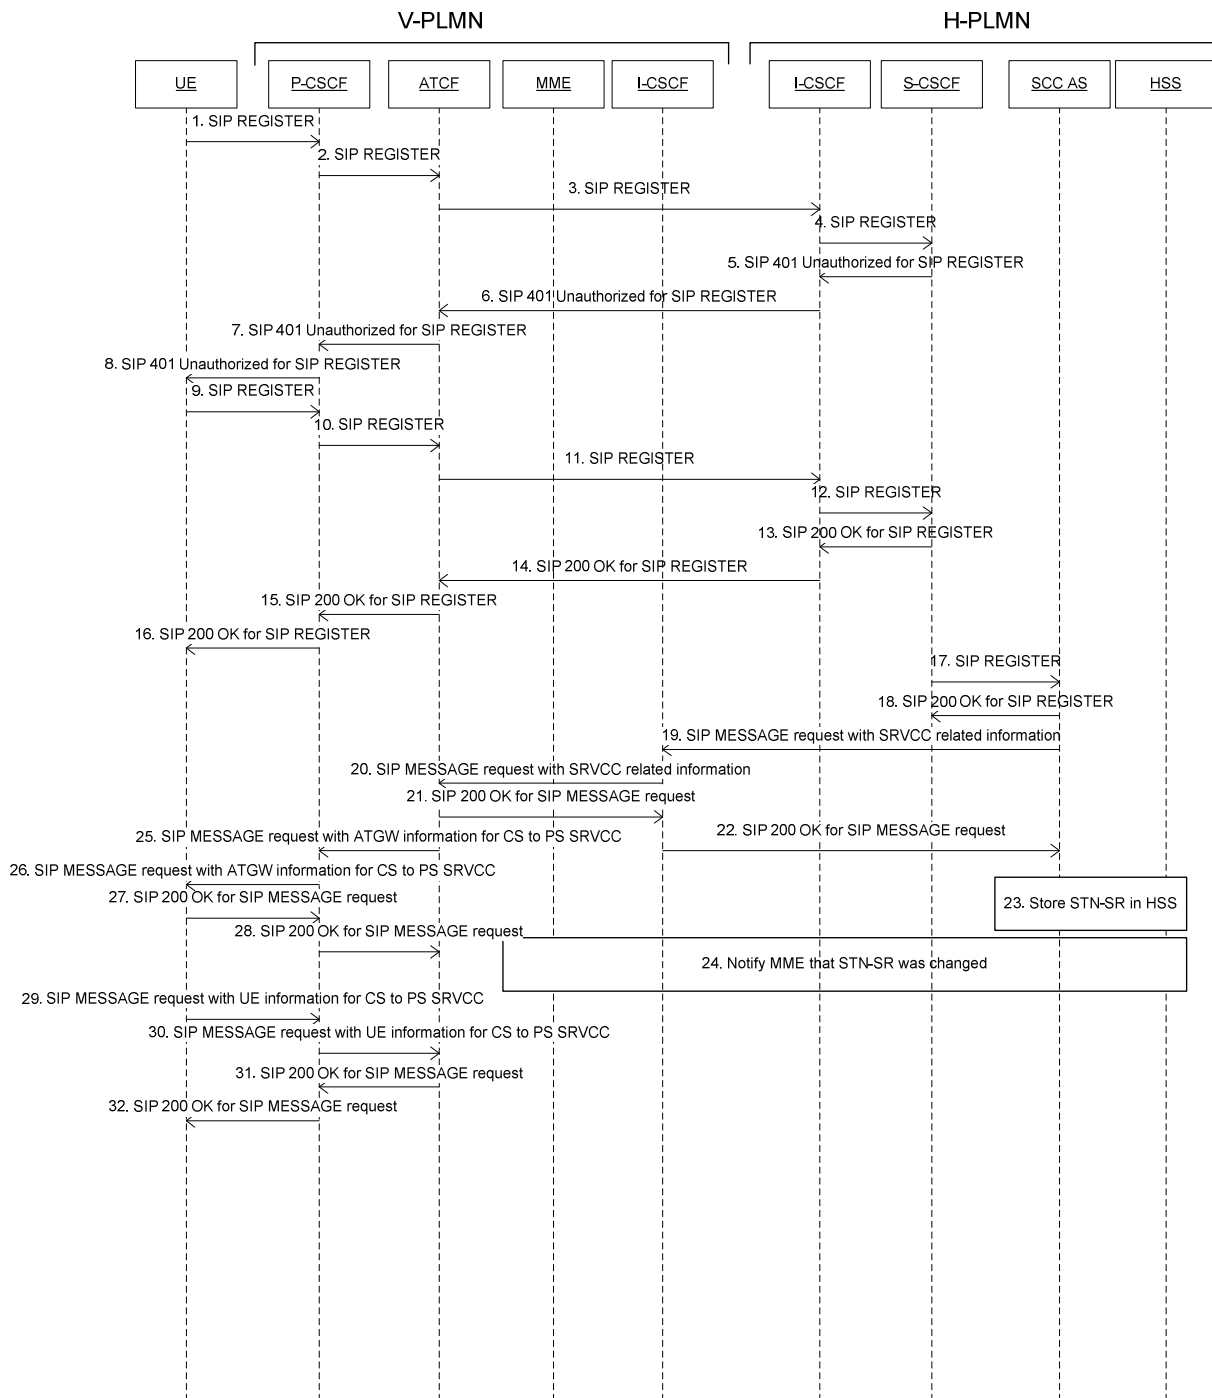 V-PLMN
H-PLMN
UE
P-CSCF
ATCF
MME
I-CSCF
I-CSCF
S-CSCF
SCC AS
HSS
1. SIP REGISTER
2. SIP REGISTER
3. SIP REGISTER
4. SIP REGISTER
5. SIP 401 Unauthorized for SIP REGISTER
6. SIP 401 Unauthorized for SIP REGISTER
7. SIP 401 Unauthorized for SIP REGISTER
8. SIP 401 Unauthorized for SIP REGISTER
9. SIP REGISTER
10. SIP REGISTER
11. SIP REGISTER
12. SIP REGISTER
13. SIP 200 OK for SIP REGISTER
14. SIP 200 OK for SIP REGISTER
15. SIP 200 OK for SIP REGISTER
16. SIP 200 OK for SIP REGISTER
17. SIP REGISTER
18. SIP 200 OK for SIP REGISTER
19. SIP MESSAGE request with SRVCC related information
20. SIP MESSAGE request with SRVCC related information
21. SIP 200 OK for SIP MESSAGE request
22. SIP 200 OK for SIP MESSAGE request
25. SIP MESSAGE request with ATGW information for CS to PS SRVCC
26. SIP MESSAGE request with ATGW information for CS to PS SRVCC
23. Store STN-SR in HSS
27. SIP 200 OK for SIP MESSAGE request
28. SIP 200 OK for SIP MESSAGE request
24. Notify MME that STN-SR was changed
29. SIP MESSAGE request with UE information for CS to PS SRVCC
30. SIP MESSAGE request with UE information for CS to PS SRVCC
31. SIP 200 OK for SIP MESSAGE request
32. SIP 200 OK for SIP MESSAGE request